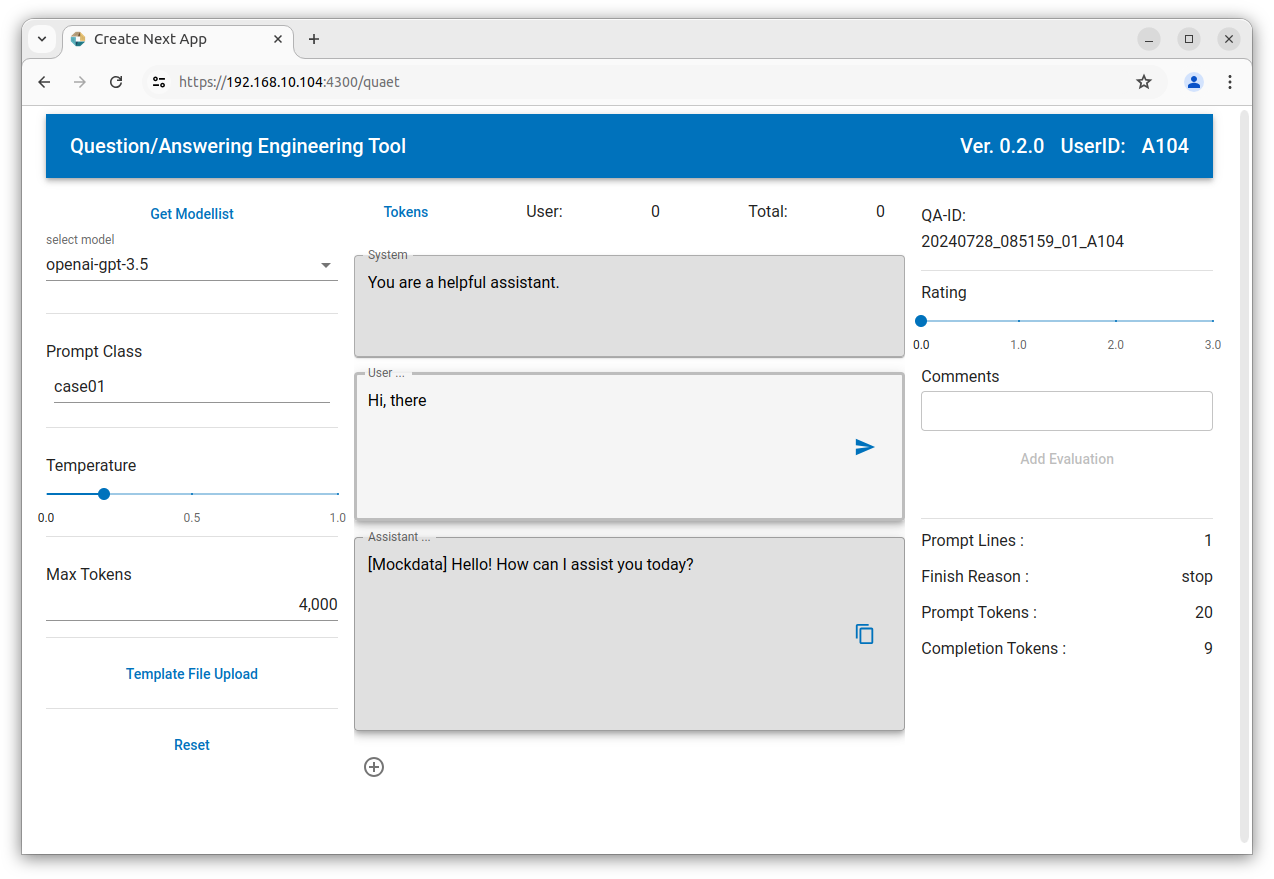 Create Next App
https://192.168.10.104:4300/quaet
Question/Answering Engineering Tool
Ver. 0.2.0 UserID: A104
Get Modellist
select model
openai-gpt-3.5
Prompt Class
case01
Temperature
0.0 0.5 1.0
Max Tokens
4,000
Template File Upload
Reset
Tokens User: 0 Total: 0
System
You are a helpful assistant.
User ...
Hi, there
Assistant ...
[Mockdata] Hello! How can I assist you today?
QA-ID:
20240728_085159_01_A104
Rating
0.0 1.0 2.0 3.0
Comments
Add Evaluation
Prompt Lines : 1
Finish Reason : stop
Prompt Tokens : 20
Completion Tokens : 9